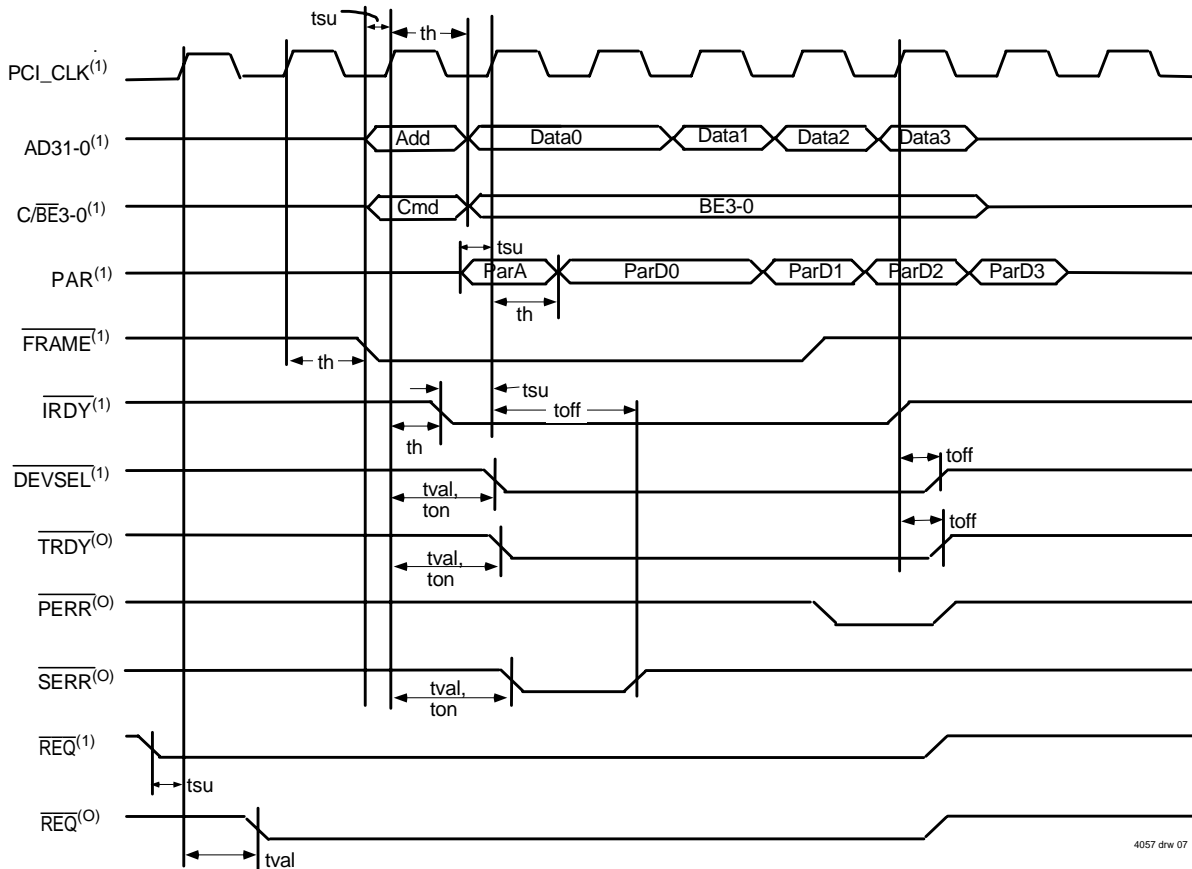 tsu
th
PCI_CLK(1)
AD31-0(1)
Add
Data0
Data1
Data2
Data3
C/BE3-0(1)
Cmd
BE3-0
tsu
PAR(1)
ParA
ParD0
ParD1
ParD2
ParD3
th
FRAME(1)
th
tsu
IRDY(1)
toff
th
toff
DEVSEL(1)
tval,
ton
toff
TRDY(O)
tval,
ton
PERR(O)
SERR(O)
tval,
ton
REQ(1)
tsu
REQ(O)
4057 drw 07
tval